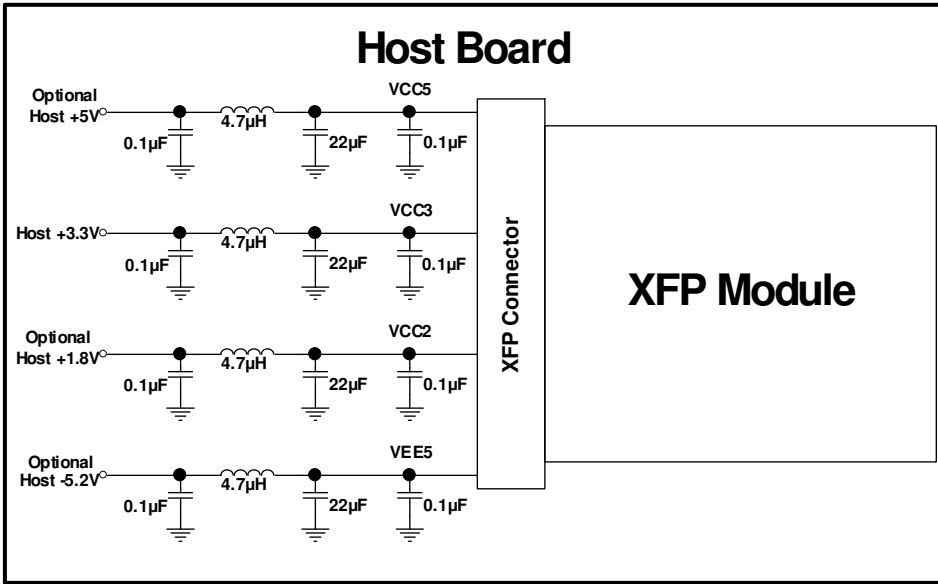 Host Board
Optional
Host +5V
0.1µF
4.7µH
22µF
VCC5
0.1µF
Host +3.3V
0.1µF
4.7µH
22µF
VCC3
0.1µF
Optional
Host +1.8V
0.1µF
4.7µH
22µF
VCC2
0.1µF
Optional
Host -5.2V
0.1µF
4.7µH
22µF
VEE5
0.1µF
XFP Connector
XFP Module